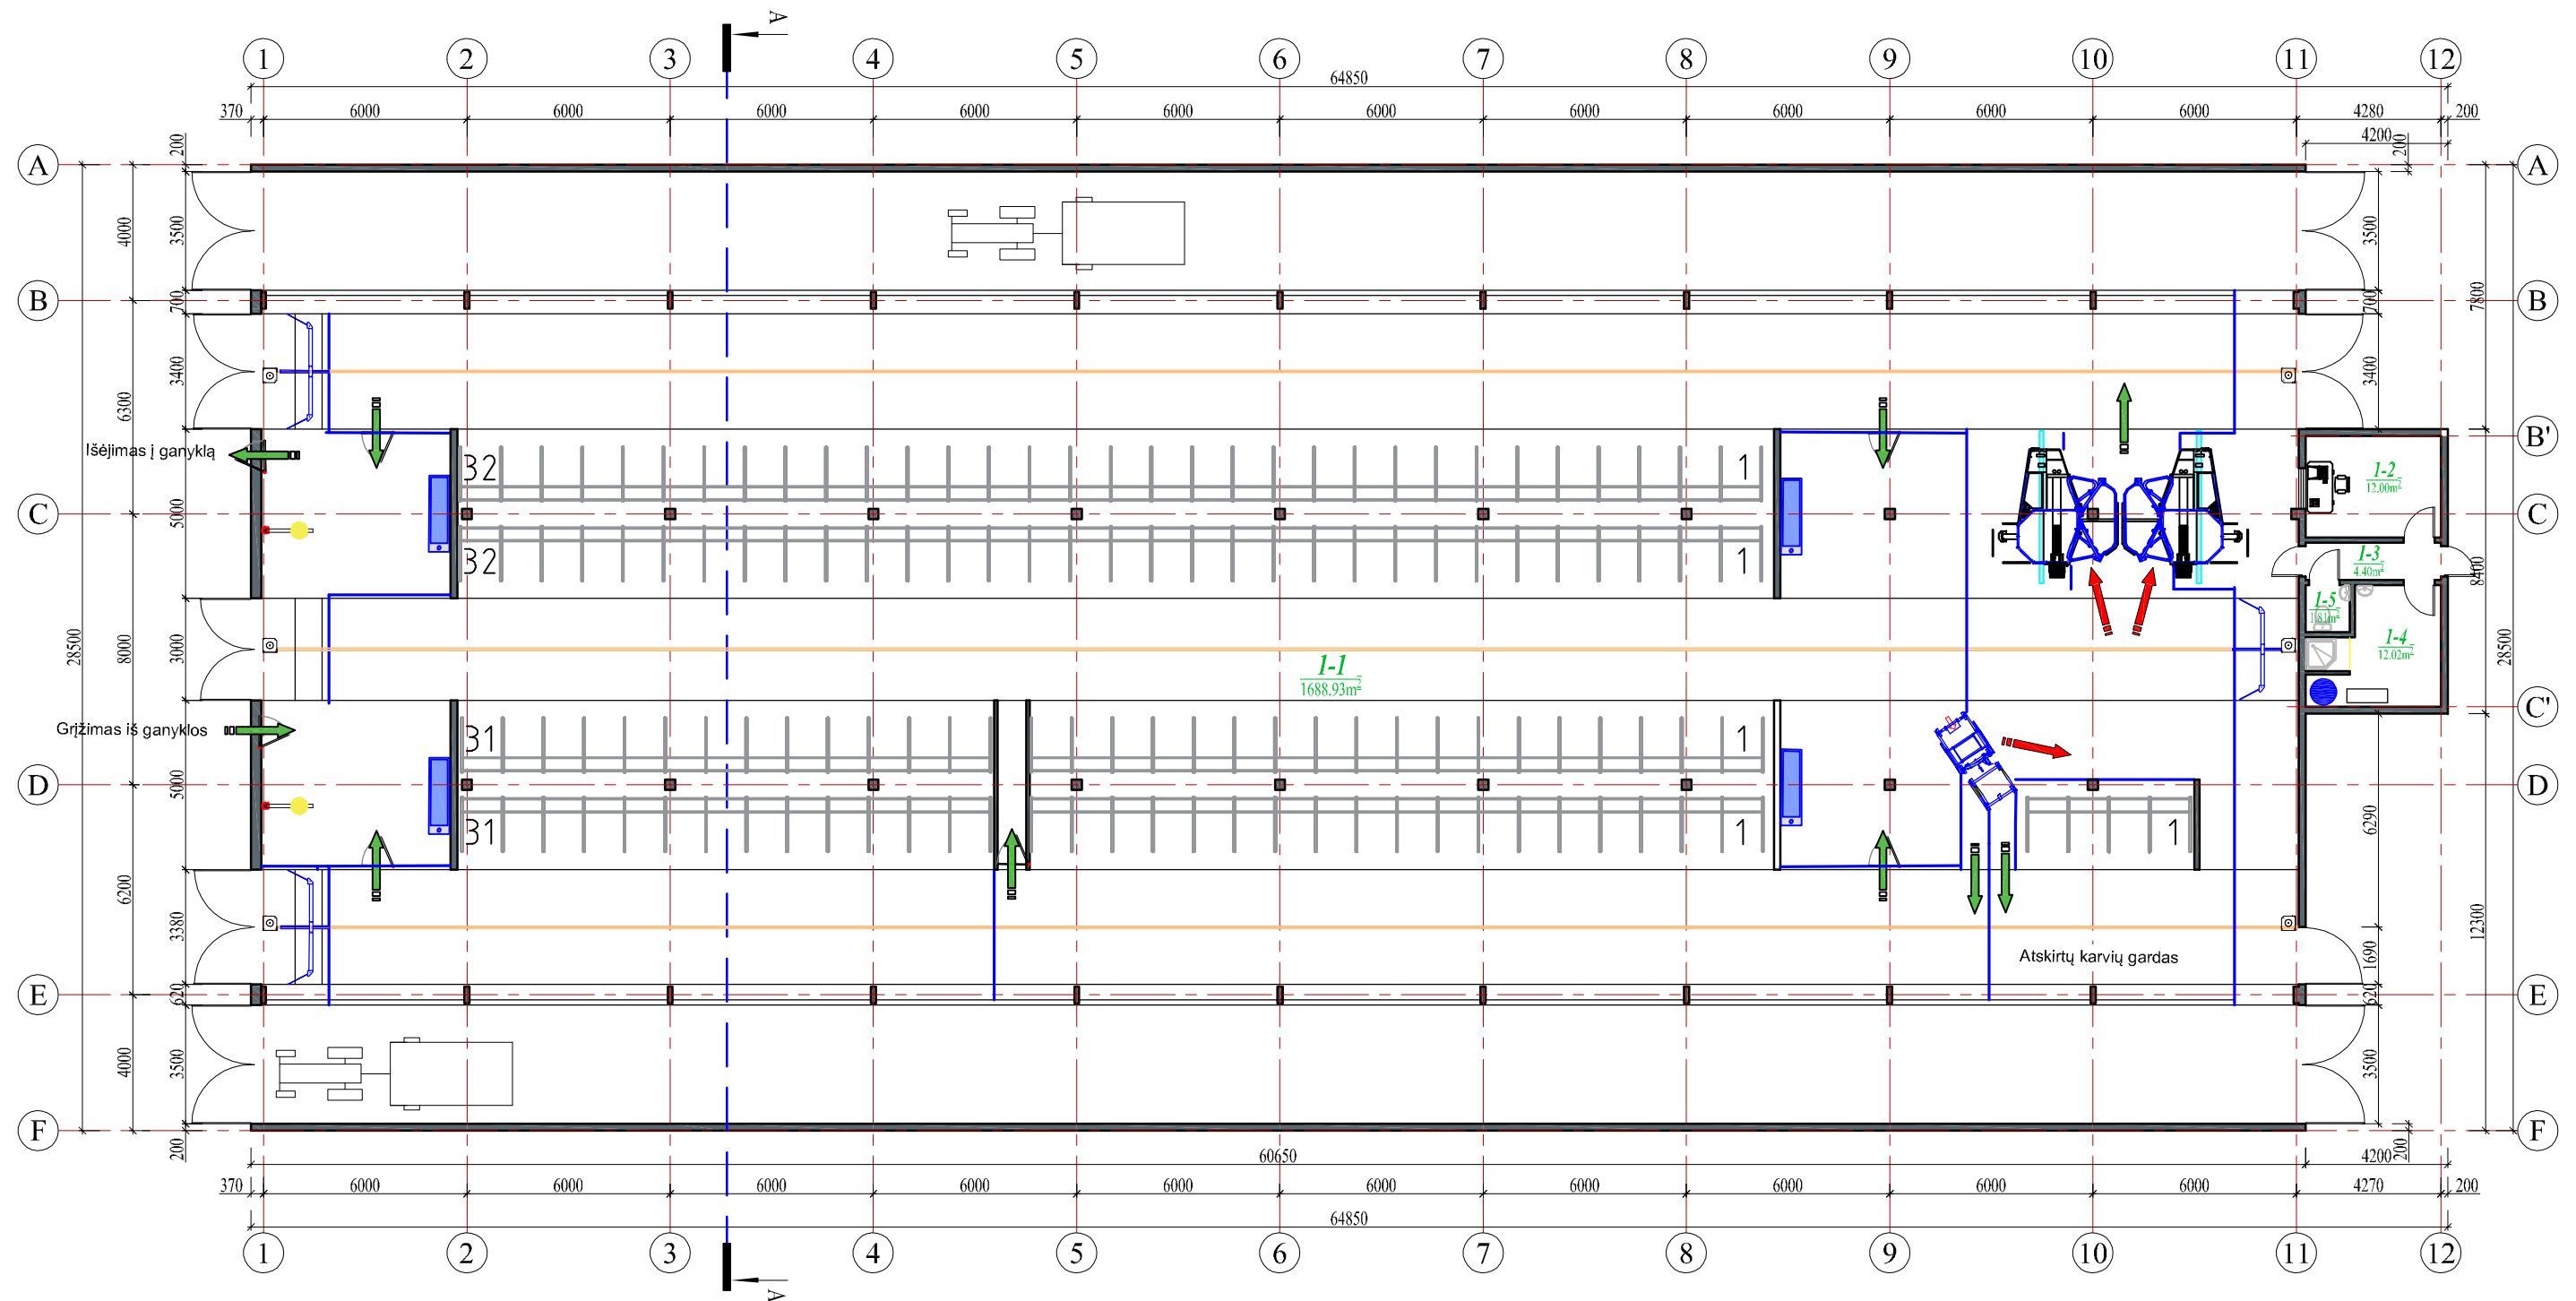 A
1 2 3 4 5 6 7 8 9 10 11 12
64850
370 6000 6000 6000 6000 6000 6000 6000 6000 6000 6000 4280 200
4200
200 200
A A
4000 3500 3500
B B
700 700 7800
6300 3400 3400
B'
Išėjimas į ganyklą
32 1
1-2
12.00m²
C 5000 C
32 1
1-3
4.40m²
8400
1-5
1.81m²
28500 8000 3000
1-4
12.02m²
28500
1-1
1688.93m²
C'
Grįžimas iš ganyklos
31 1
D 5000 D
31 1 1
6290
6200 3380
12300
Atskirtų karvių gardas
1690
E 620 620 E
4000 3500 3500
F F
200 200
60650 4200
370 6000 6000 6000 6000 6000 6000 6000 6000 6000 6000 4270 200
64850
1 2 3 4 5 6 7 8 9 10 11 12
A